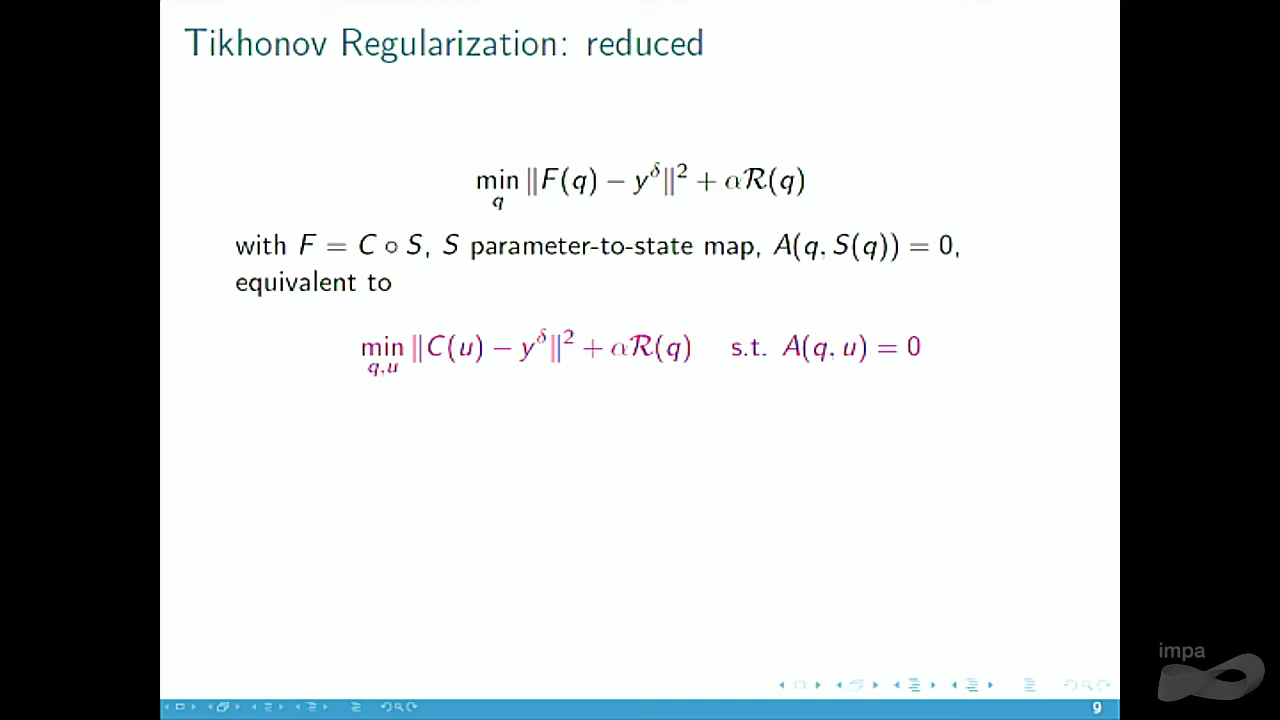 Tikhonov Regularization: reduced
min_q ‖F(q) − y^δ‖² + αR(q)
with F = C ∘ S, S parameter-to-state map, A(q, S(q)) = 0,
equivalent to
min_{q,u} ‖C(u) − y^δ‖² + αR(q) s.t. A(q, u) = 0
impa
9